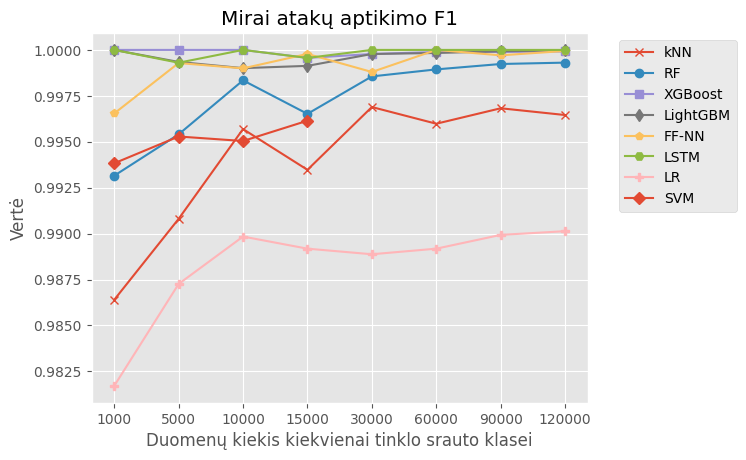 Mirai atakų aptikimo F1
1.0000
0.9975
0.9950
0.9925
0.9900
0.9875
0.9850
0.9825
Vertė
1000 5000 10000 15000 30000 60000 90000 120000
Duomenų kiekis kiekvienai tinklo srauto klasei
kNN
RF
XGBoost
LightGBM
FF-NN
LSTM
LR
SVM